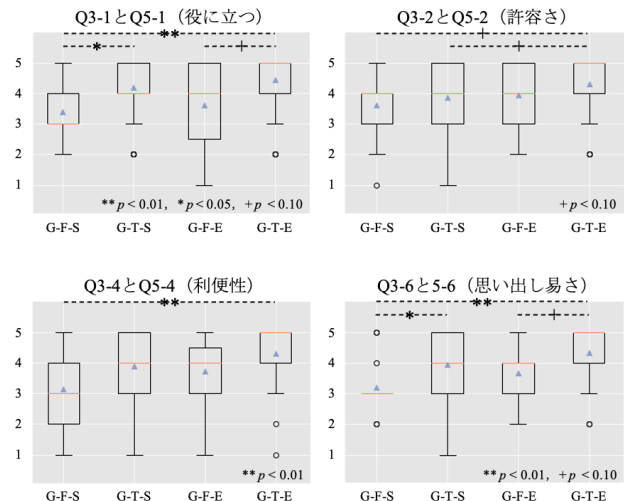 Q3-1とQ5-1（役に立つ）
**
*
+
5
4
3
2
1
**p < 0.01, *p < 0.05, +p < 0.10
G-F-S G-T-S G-F-E G-T-E
Q3-2とQ5-2（許容さ）
+
+
5
4
3
2
1
+p < 0.10
G-F-S G-T-S G-F-E G-T-E
Q3-4とQ5-4（利便性）
**
5
4
3
2
1
**p < 0.01
G-F-S G-T-S G-F-E G-T-E
Q3-6と5-6（思い出し易さ）
**
*
+
5
4
3
2
1
**p < 0.01, +p < 0.10
G-F-S G-T-S G-F-E G-T-E